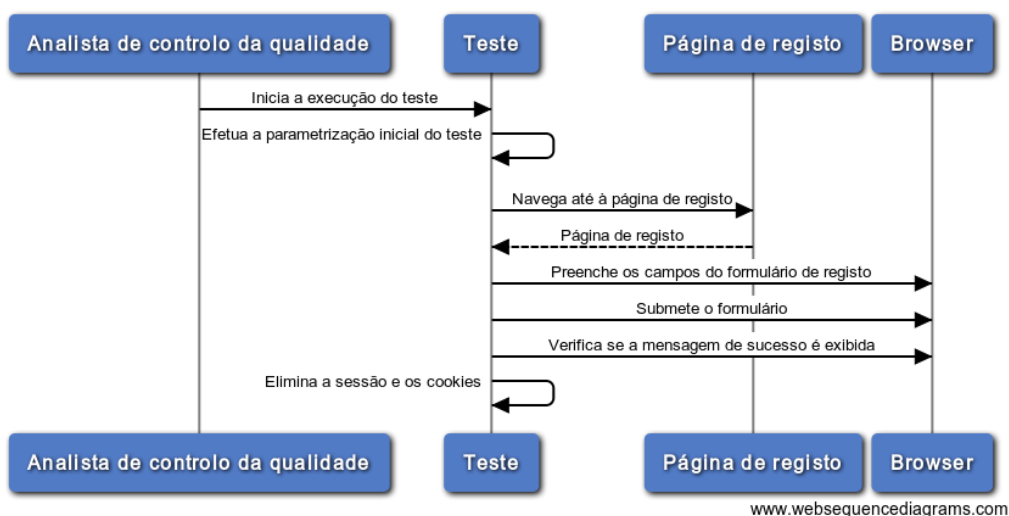 Analista de controlo da qualidade
Teste
Página de registo
Browser
Inicia a execução do teste
Efetua a parametrização inicial do teste
Navega até à página de registo
Página de registo
Preenche os campos do formulário de registo
Submete o formulário
Verifica se a mensagem de sucesso é exibida
Elimina a sessão e os cookies
Analista de controlo da qualidade
Teste
Página de registo
Browser
www.websequencediagrams.com